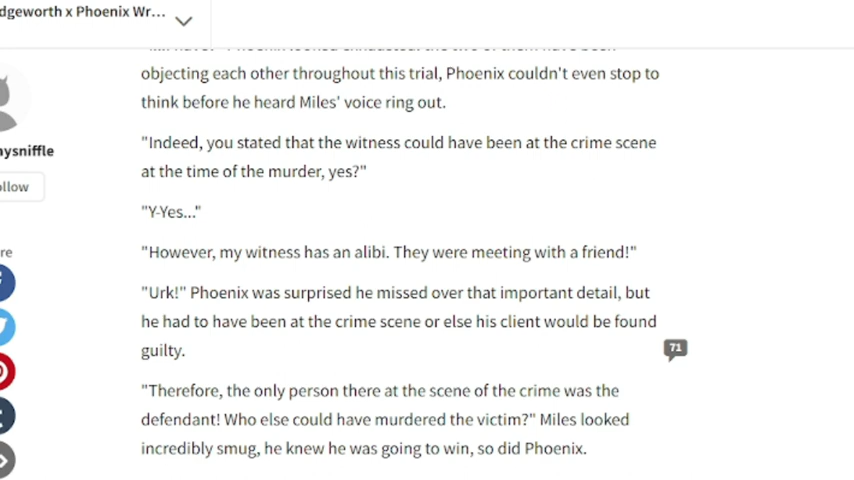 dgeworth x Phoenix Wr...
objecting each other throughout this trial, Phoenix couldn't even stop to
think before he heard Miles' voice ring out.
"Indeed, you stated that the witness could have been at the crime scene
at the time of the murder, yes?"
"Y-Yes..."
"However, my witness has an alibi. They were meeting with a friend!"
"Urk!" Phoenix was surprised he missed over that important detail, but
he had to have been at the crime scene or else his client would be found
guilty.
71
"Therefore, the only person there at the scene of the crime was the
defendant! Who else could have murdered the victim?" Miles looked
incredibly smug, he knew he was going to win, so did Phoenix.
nysniffle
ollow
re